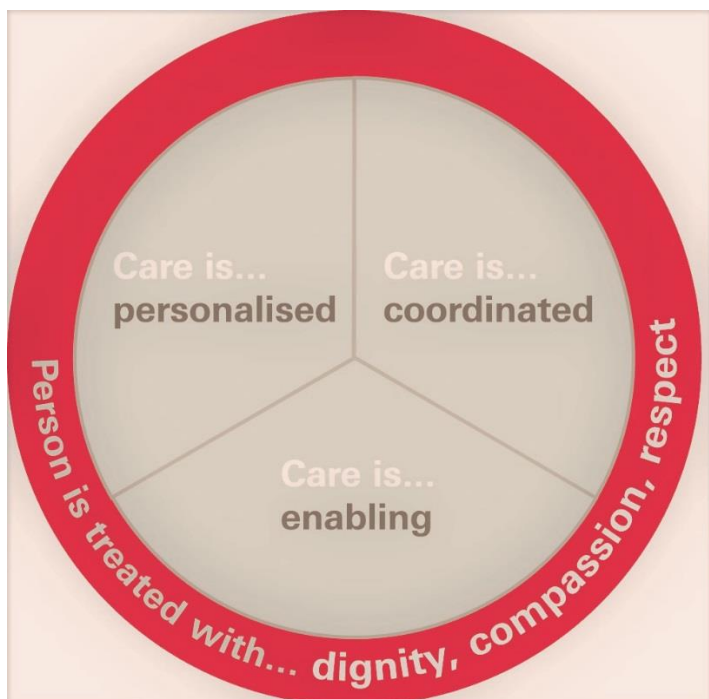 Care is...
personalised
Care is...
coordinated
Care is...
enabling
Person is treated with... dignity, compassion, respect